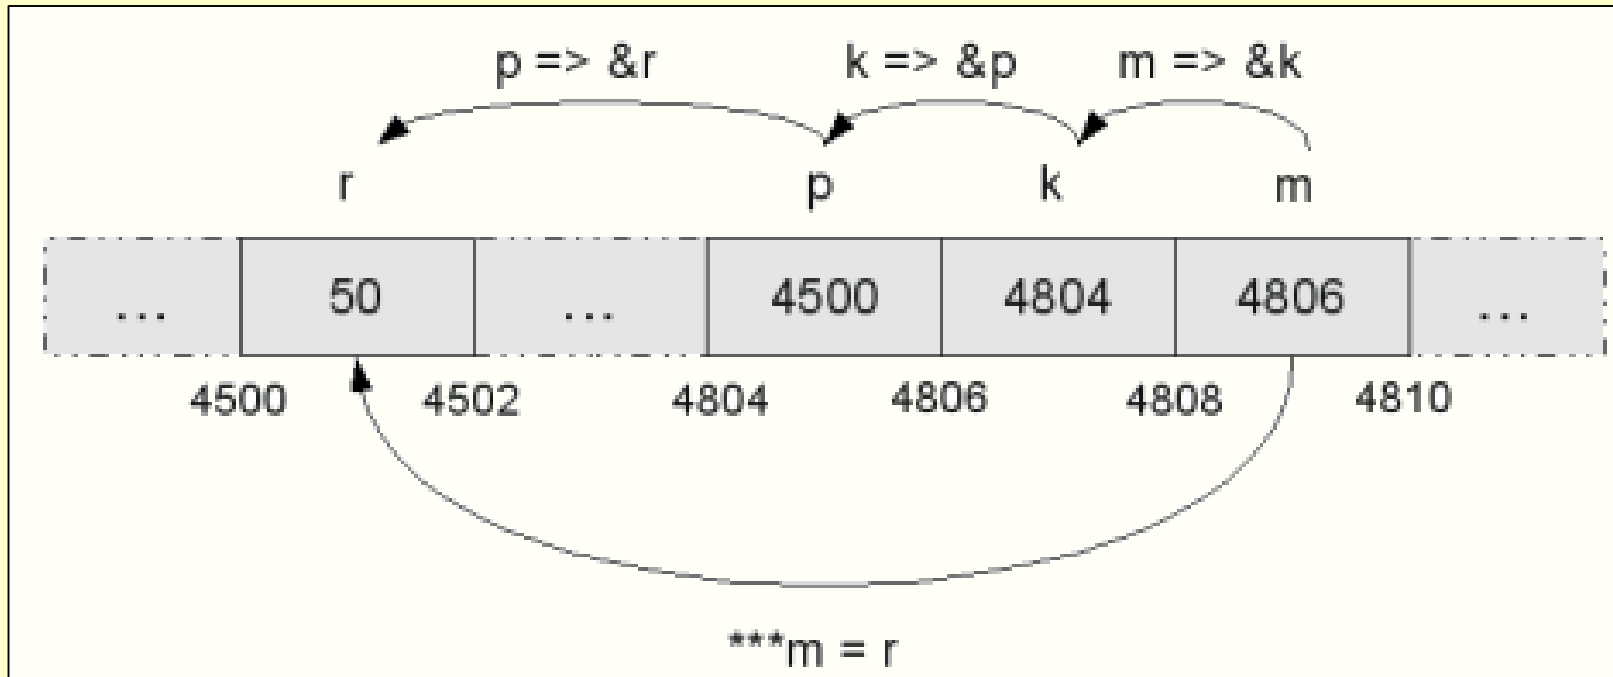 p => &r k => &p m => &k
r p k m
... 50 ... 4500 4804 4806 ...
4500 4502 4804 4806 4808 4810
***m = r